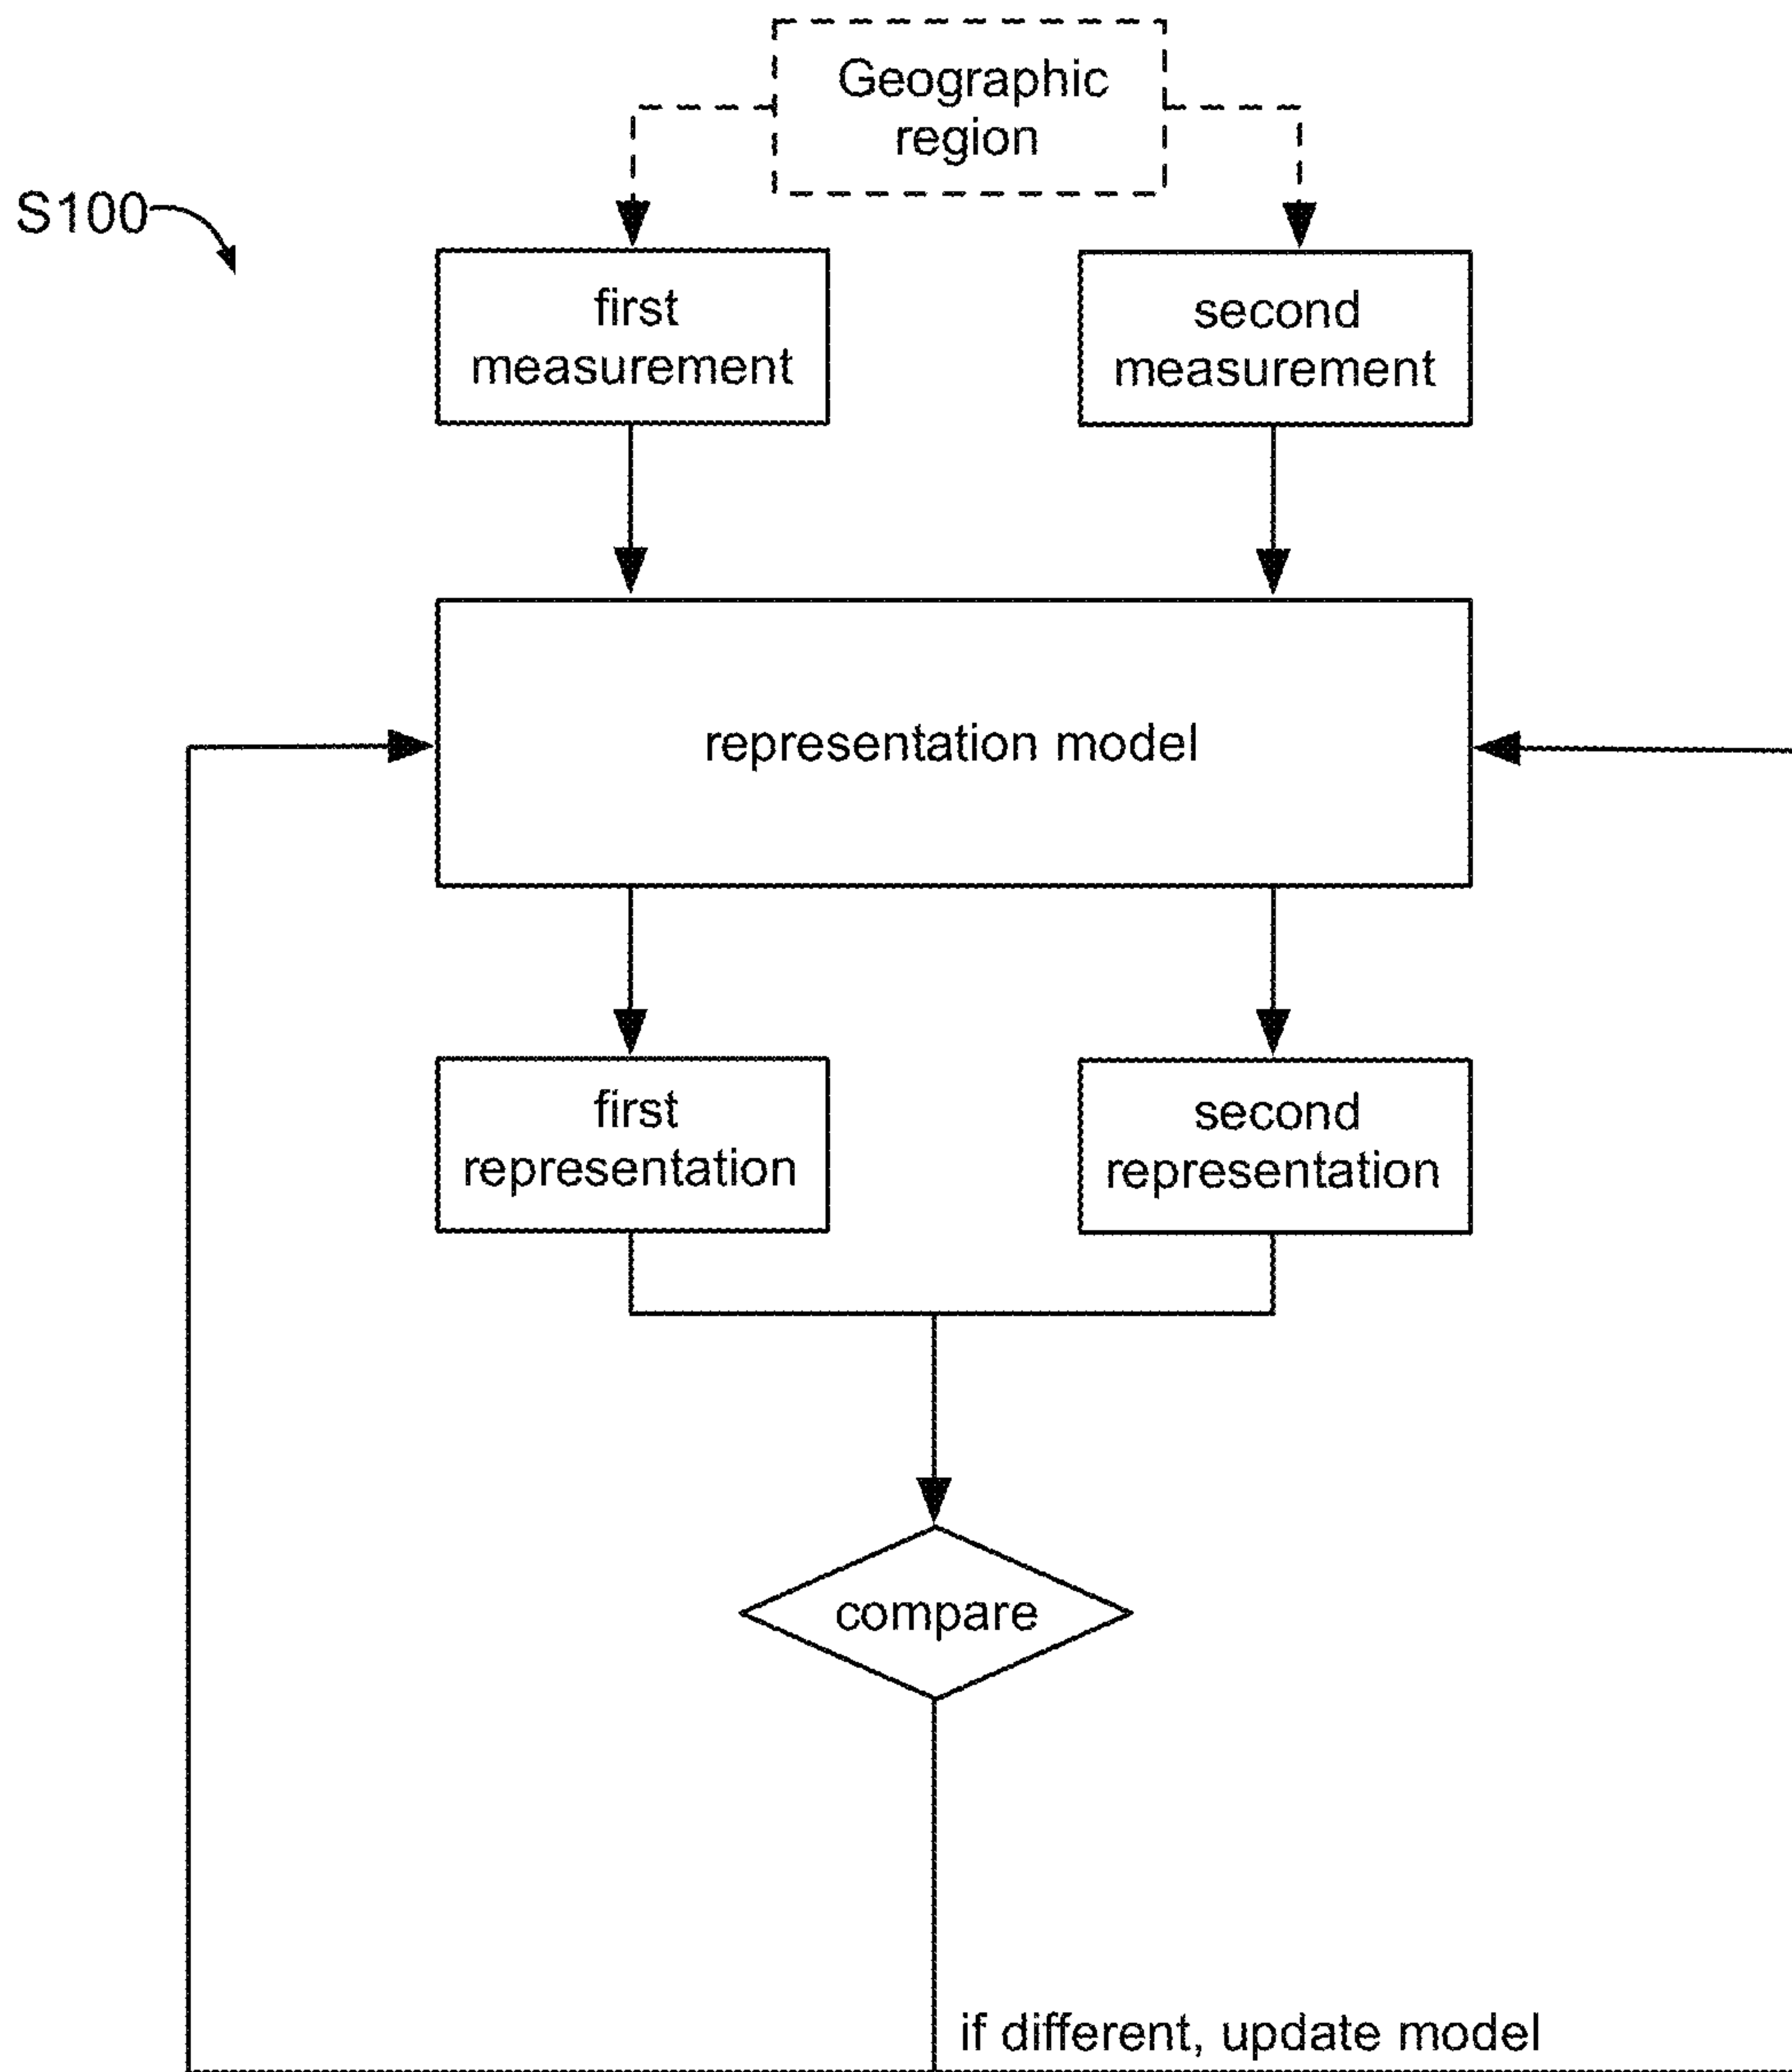 Geographic
region
S100
first
measurement
second
measurement
representation model
first
representation
second
representation
compare
if different, update model